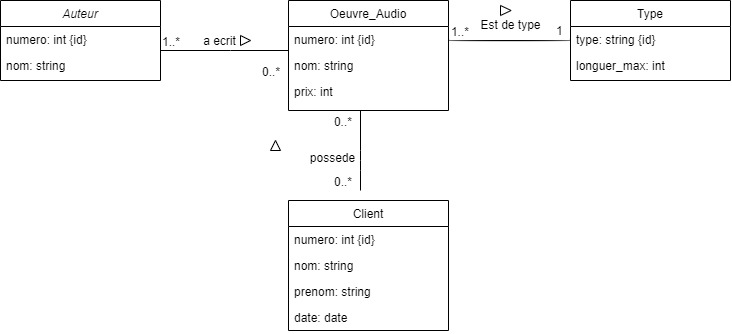 Auteur
numero: int {id}
nom: string
1..*
a ecrit
0..*
Oeuvre_Audio
numero: int {id}
nom: string
prix: int
1..*
Est de type
1
Type
type: string {id}
longuer_max: int
0..*
possede
0..*
Client
numero: int {id}
nom: string
prenom: string
date: date